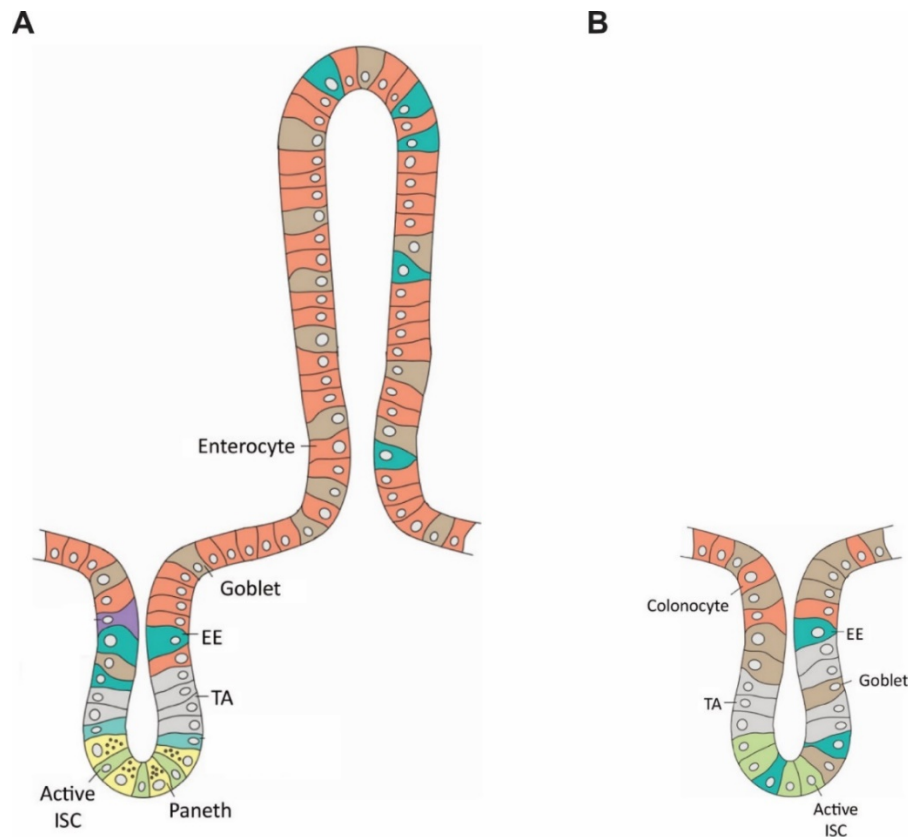 A
B
Enterocyte
Goblet
EE
TA
Active
ISC
Paneth
Colonocyte
EE
Goblet
TA
Active
ISC